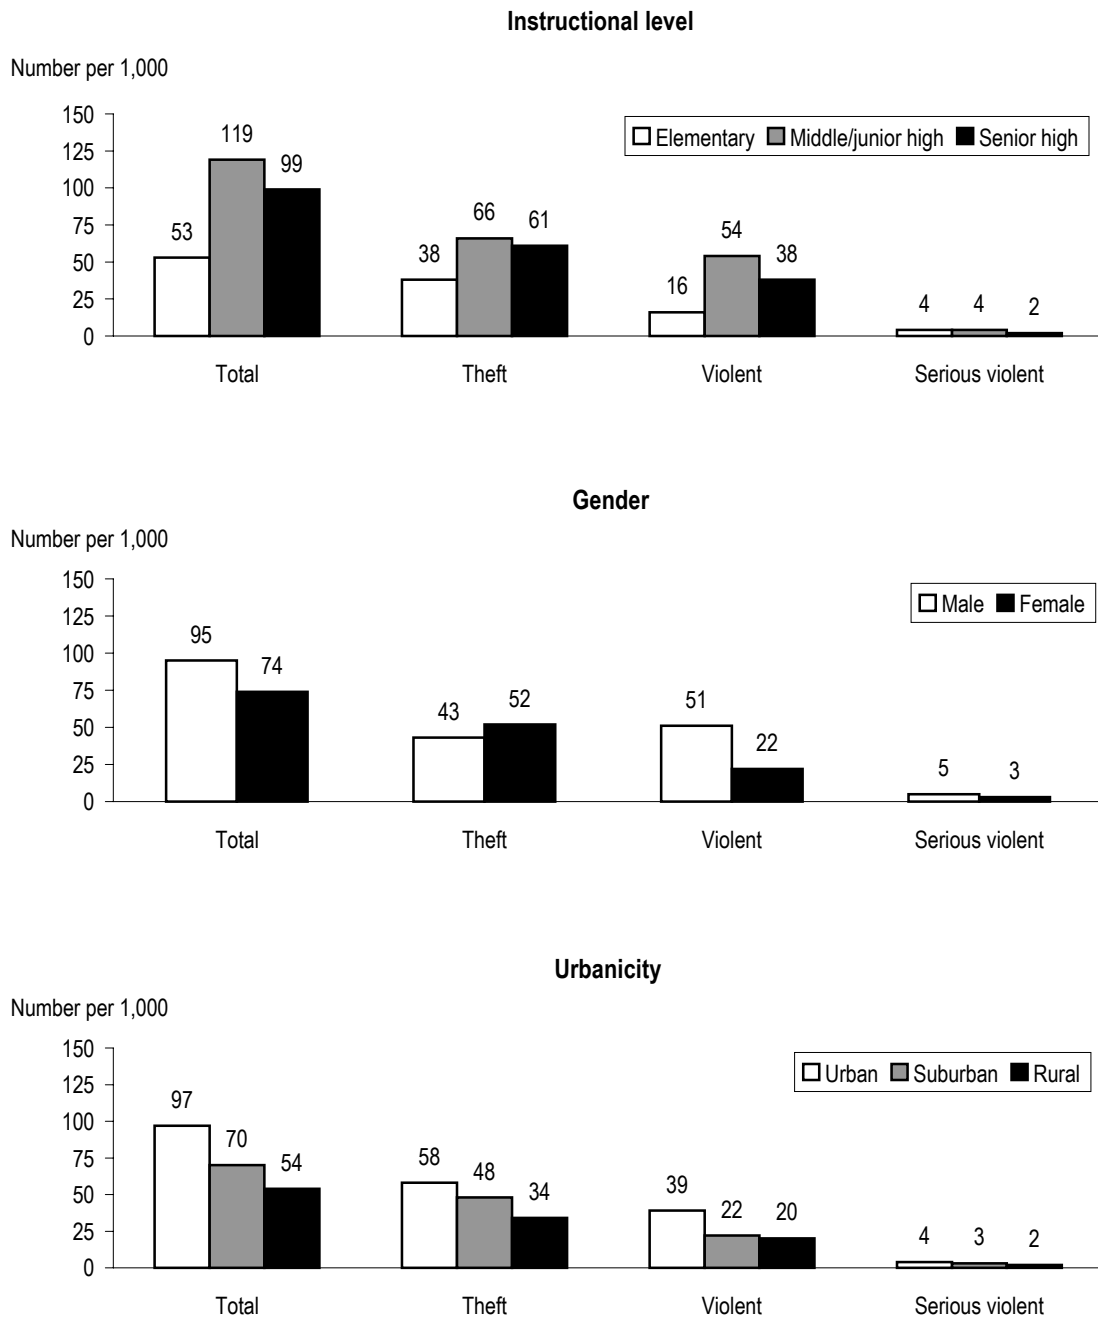 Instructional level
Number per 1,000
150
125
100
75
50
25
0
Elementary Middle/junior high Senior high
53 119 99
38 66 61
16 54 38
4 4 2
Total Theft Violent Serious violent
Gender
Number per 1,000
150
125
100
75
50
25
0
Male Female
95 74
43 52
51 22
5 3
Total Theft Violent Serious violent
Urbanicity
Number per 1,000
150
125
100
75
50
25
0
Urban Suburban Rural
97 70 54
58 48 34
39 22 20
4 3 2
Total Theft Violent Serious violent